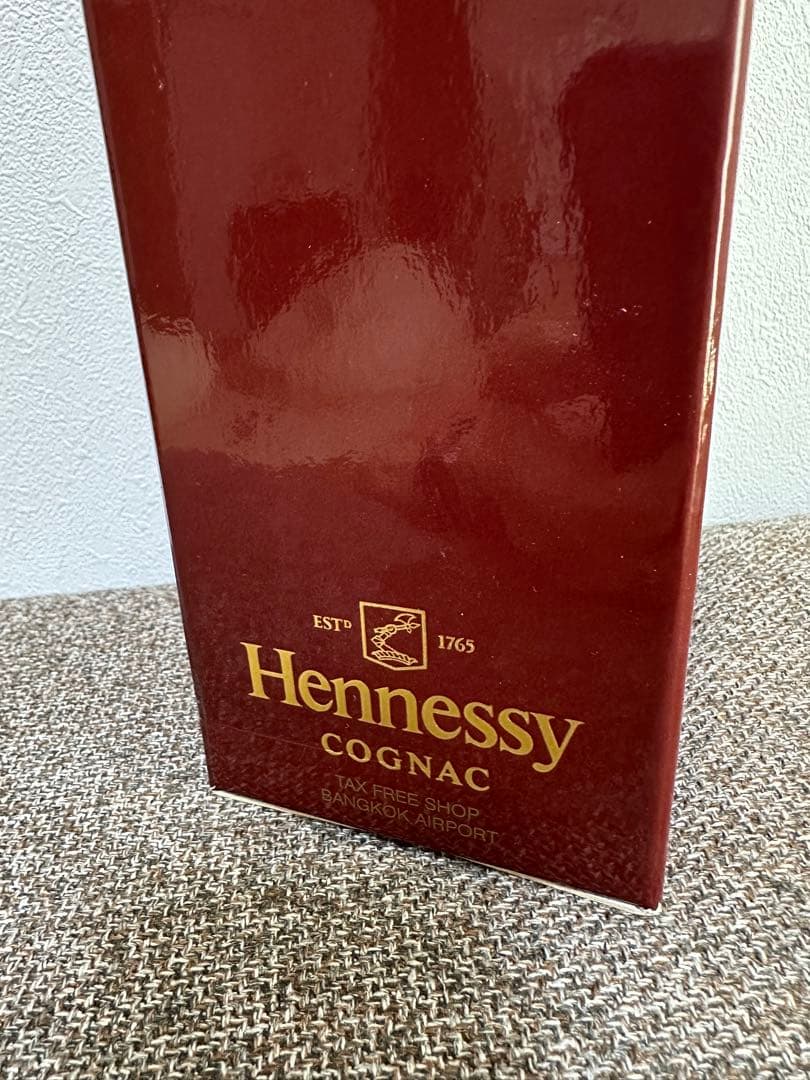 ESTD 1765
Hennessy
COGNAC
TAX FREE SHOP
BANGKOK AIRPORT